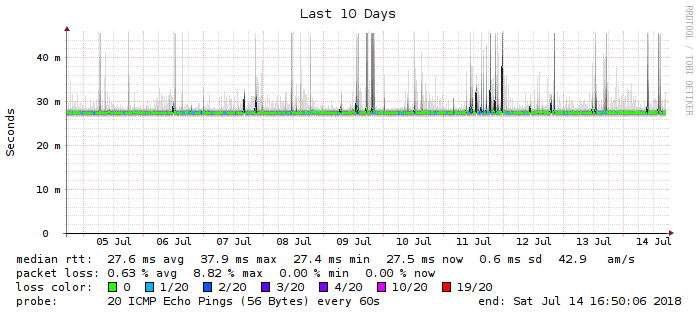 Last 10 Days
RRDTOOL / TOBI OETIKER
Seconds
40 m
30 m
20 m
10 m
0
05 Jul 06 Jul 07 Jul 08 Jul 09 Jul 10 Jul 11 Jul 12 Jul 13 Jul 14 Jul
median rtt: 27.6 ms avg 37.9 ms max 27.4 ms min 27.5 ms now 0.6 ms sd 42.9 am/s
packet loss: 0.63 % avg 8.82 % max 0.00 % min 0.00 % now
loss color: 0 1/20 2/20 3/20 4/20 10/20 19/20
probe: 20 ICMP Echo Pings (56 Bytes) every 60s end: Sat Jul 14 16:50:06 2018